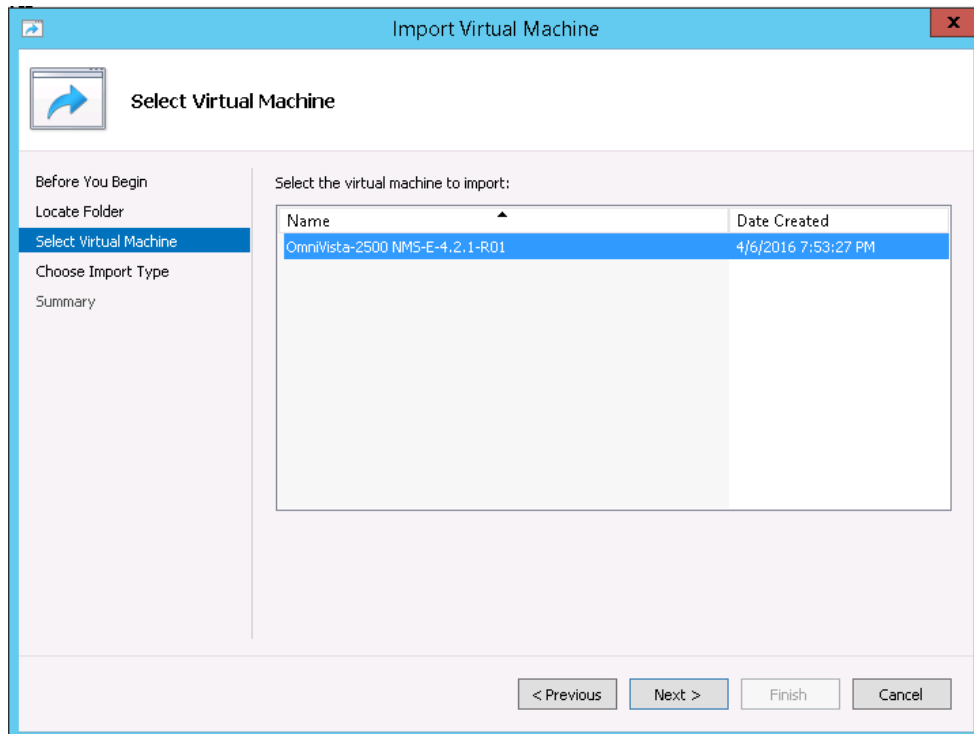 Import Virtual Machine
x
Select Virtual Machine
Before You Begin
Locate Folder
Select Virtual Machine
Choose Import Type
Summary
Select the virtual machine to import:
Name Date Created
OmniVista-2500 NMS-E-4.2.1-R01 4/6/2016 7:53:27 PM
< Previous Next > Finish Cancel